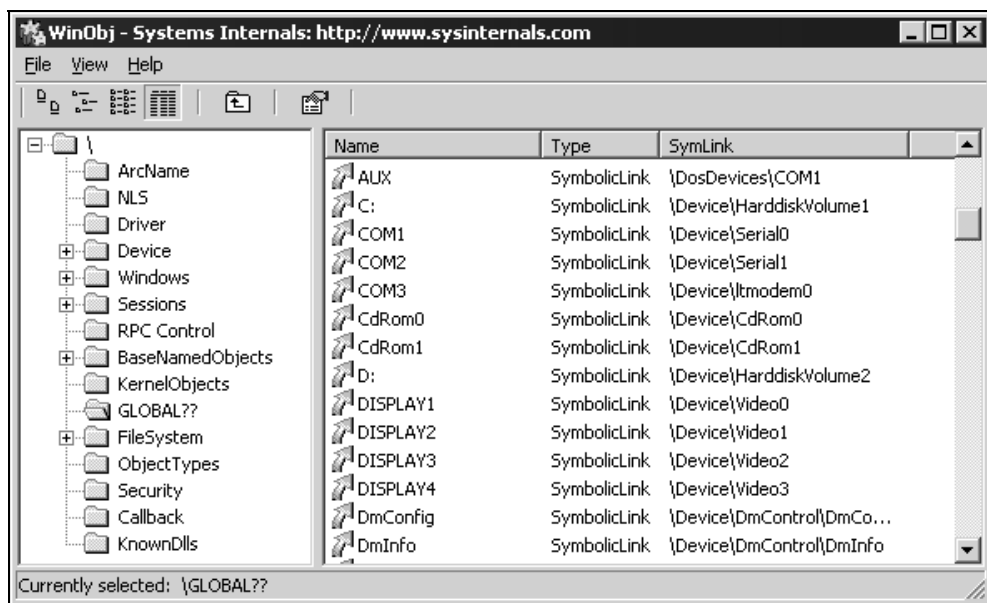 WinObj - Systems Internals: http://www.sysinternals.com
File View Help
\
ArcName
NLS
Driver
Device
Windows
Sessions
RPC Control
BaseNamedObjects
KernelObjects
GLOBAL??
FileSystem
ObjectTypes
Security
Callback
KnownDlls
Name Type SymLink
AUX SymbolicLink \DosDevices\COM1
C: SymbolicLink \Device\HarddiskVolume1
COM1 SymbolicLink \Device\Serial0
COM2 SymbolicLink \Device\Serial1
COM3 SymbolicLink \Device\ltmodem0
CdRom0 SymbolicLink \Device\CdRom0
CdRom1 SymbolicLink \Device\CdRom1
D: SymbolicLink \Device\HarddiskVolume2
DISPLAY1 SymbolicLink \Device\Video0
DISPLAY2 SymbolicLink \Device\Video1
DISPLAY3 SymbolicLink \Device\Video2
DISPLAY4 SymbolicLink \Device\Video3
DmConfig SymbolicLink \Device\DmControl\DmCo...
DmInfo SymbolicLink \Device\DmControl\DmInfo
Currently selected: \GLOBAL??